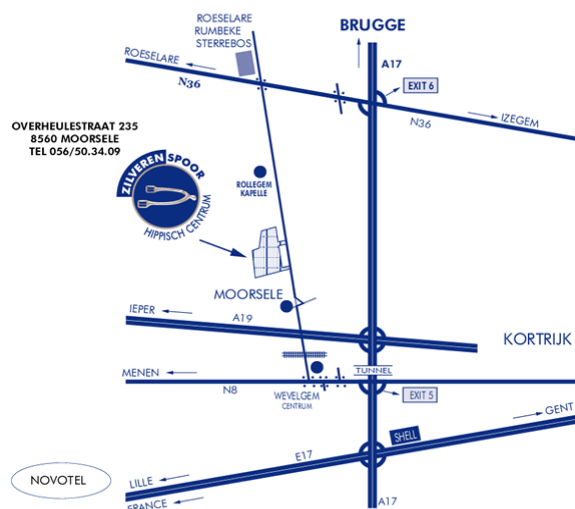 ROESELARE
RUMBEKE
STERREBOS
BRUGGE
ROESELARE
N36
A17
EXIT 6
IZEGEM
N36
OVERHEULESTRAAT 235
8560 MOORSELE
TEL 056/50.34.09
ZILVEREN SPOOR
HIPPISCH CENTRUM
ROLLEGEM
KAPELLE
MOORSELE
IEPER
A19
KORTRIJK
MENEN
TUNNEL
N8
WEVELGEM
CENTRUM
EXIT 5
GENT
SHELL
E17
NOVOTEL
LILLE
FRANCE
A17